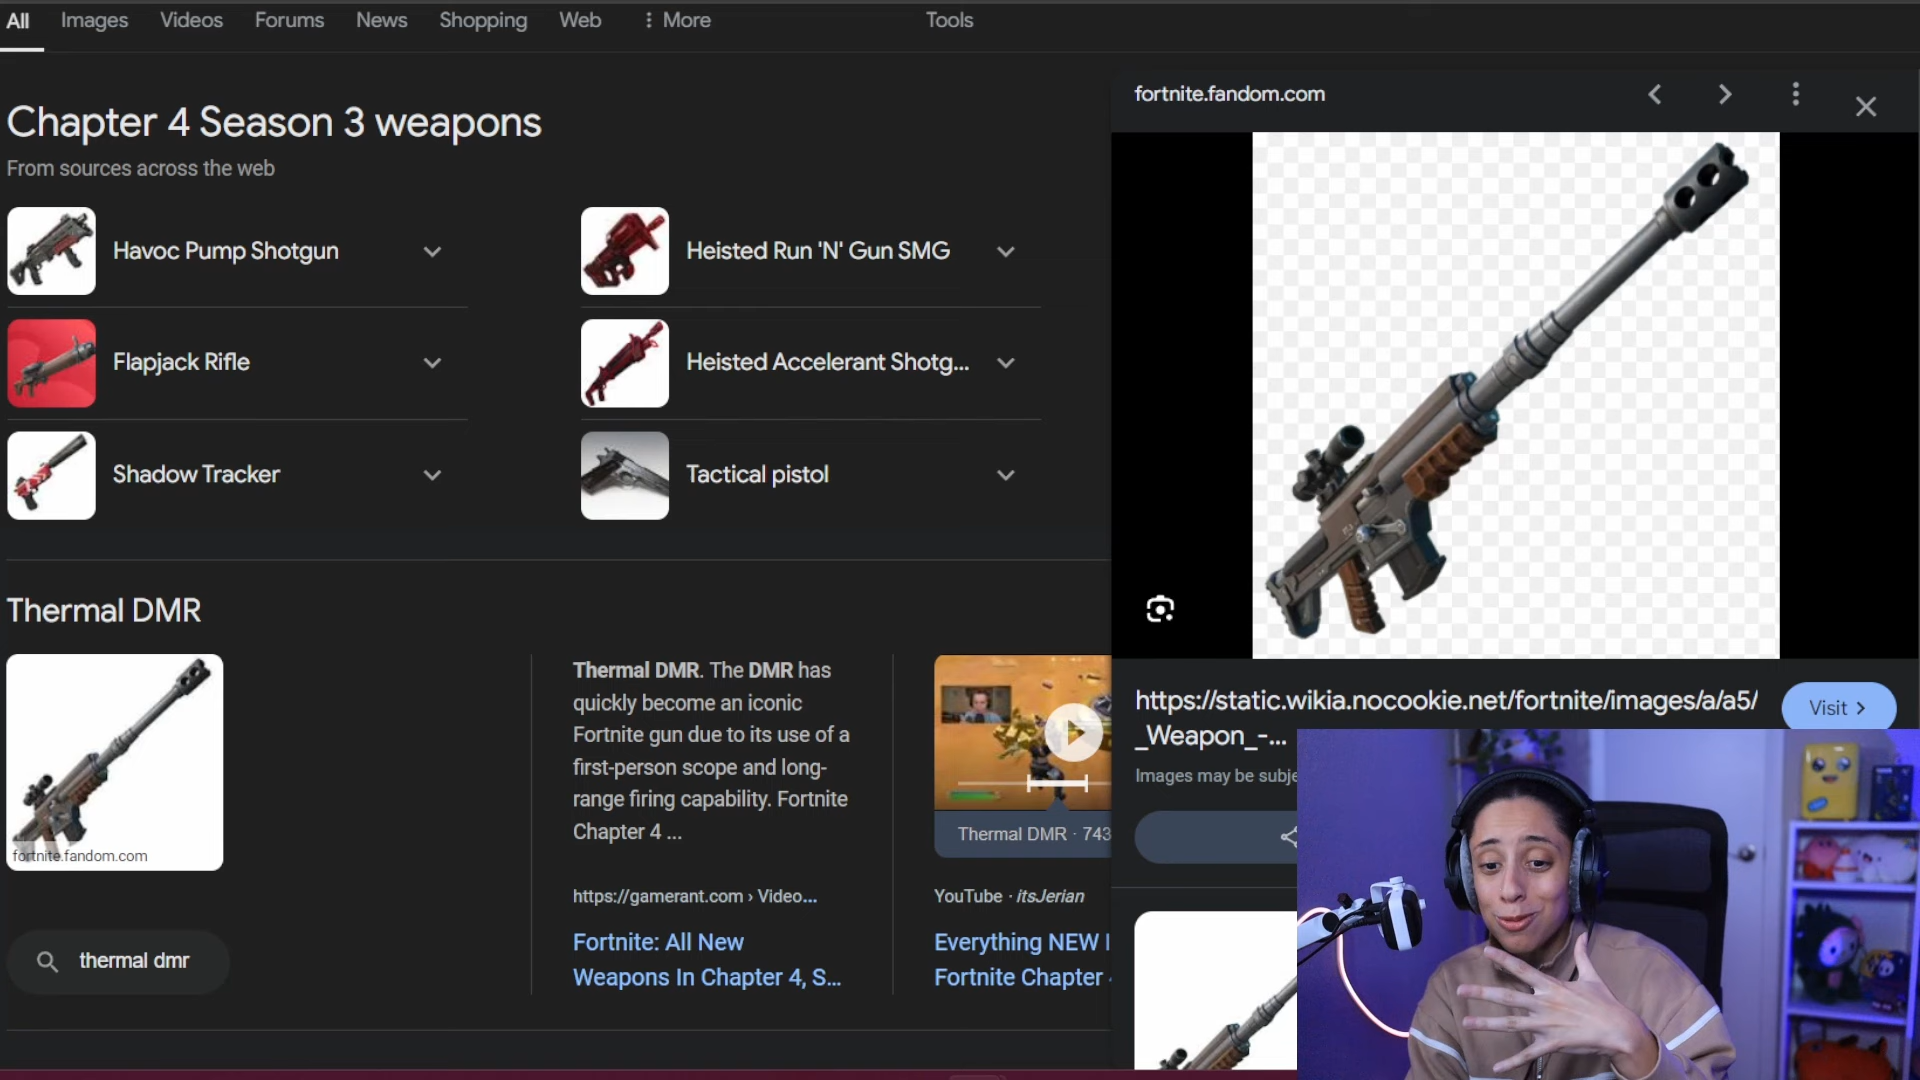 All Images Videos Forums News Shopping Web More Tools
Chapter 4 Season 3 weapons
From sources across the web
Havoc Pump Shotgun
Heisted Run 'N' Gun SMG
Flapjack Rifle
Heisted Accelerant Shotg...
Shadow Tracker
Tactical pistol
Thermal DMR
fortnite.fandom.com
thermal dmr
Thermal DMR. The DMR has
quickly become an iconic
Fortnite gun due to its use of a
first-person scope and long-
range firing capability. Fortnite
Chapter 4 ...
https://gamerant.com › Video...
Fortnite: All New
Weapons In Chapter 4, S...
Thermal DMR · 743
YouTube · itsJerian
Everything NEW
Fortnite Chapter
fortnite.fandom.com
https://static.wikia.nocookie.net/fortnite/images/a/a5/
_Weapon_-...
Visit >
Images may be subje